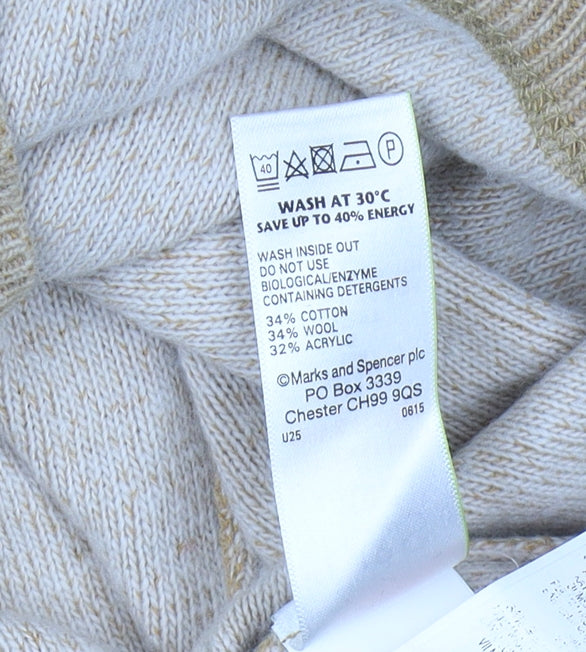 40 P
WASH AT 30°C
SAVE UP TO 40% ENERGY
WASH INSIDE OUT
DO NOT USE
BIOLOGICAL/ENZYME
CONTAINING DETERGENTS
34% COTTON
34% WOOL
32% ACRYLIC
©Marks and Spencer plc
PO Box 3339
Chester CH99 9QS
U25 0815